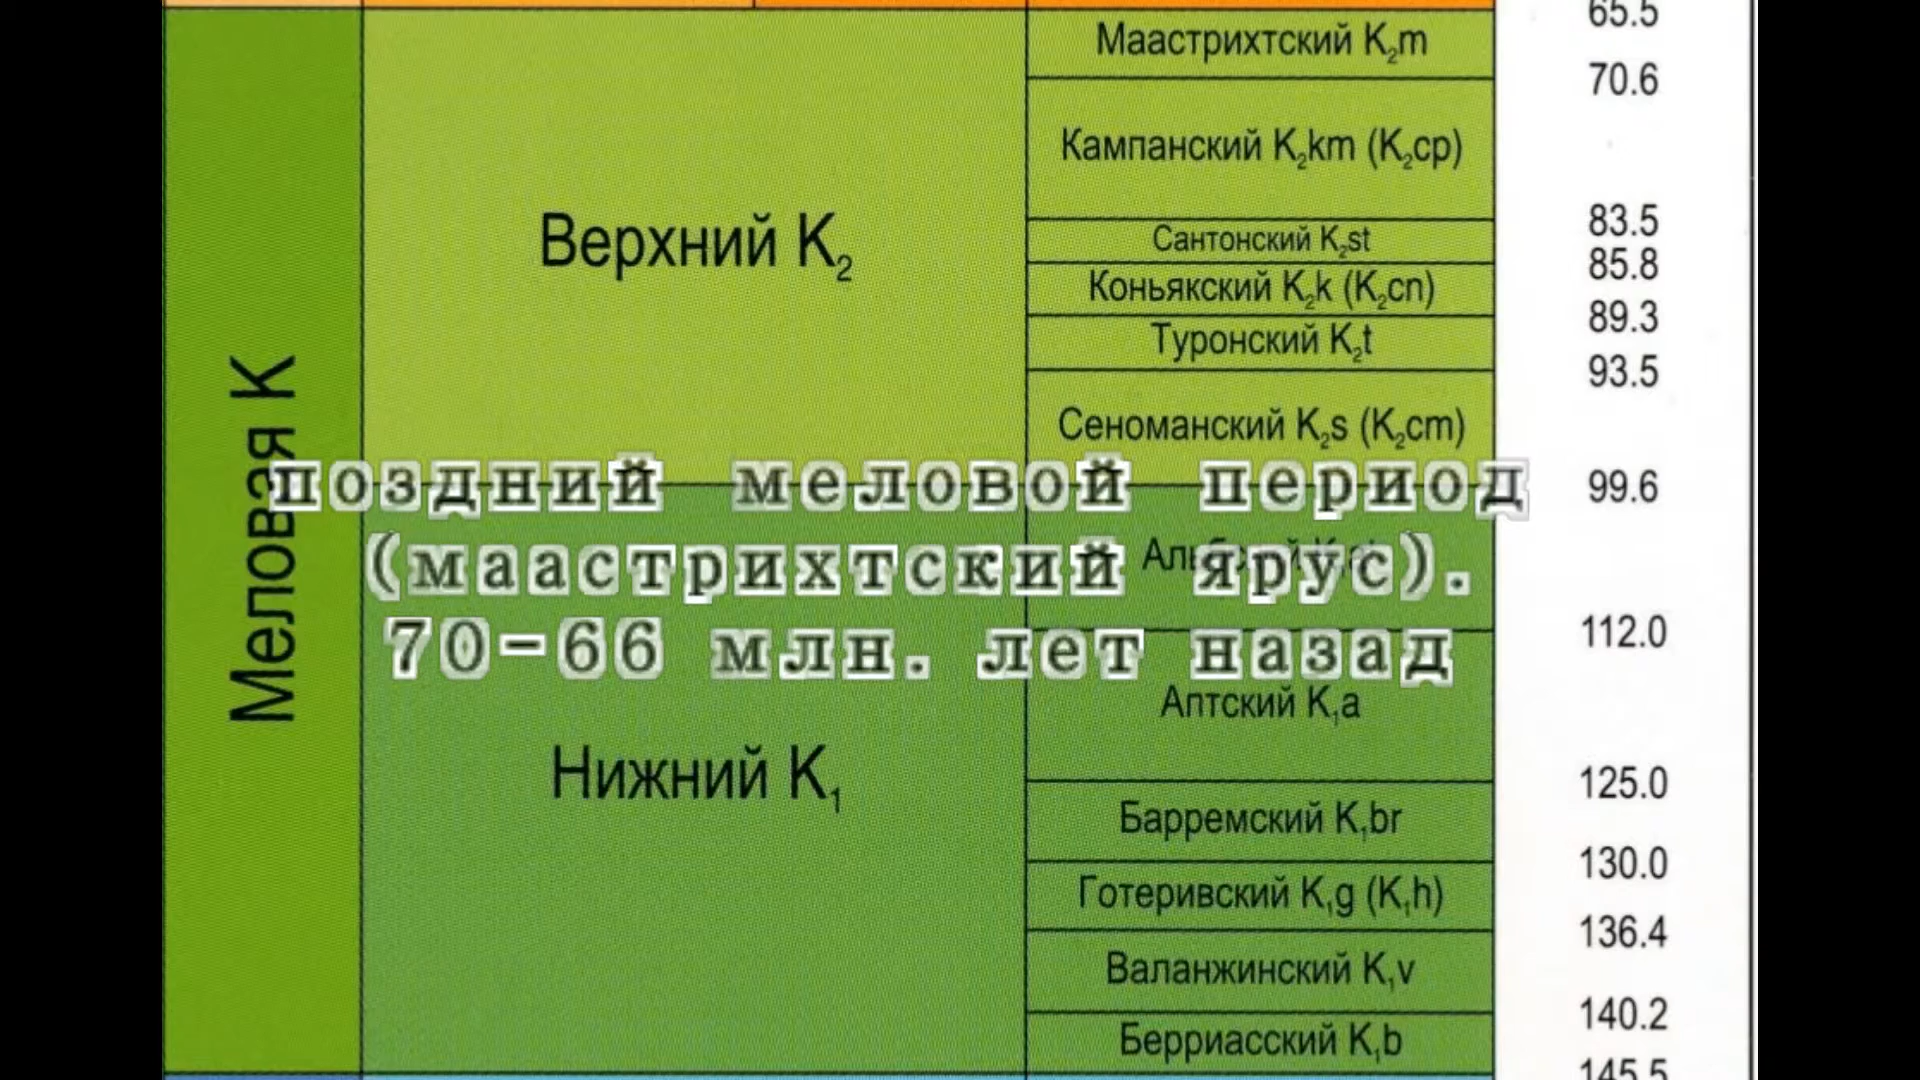 65.5
Маастрихтский K₂m
70.6
Кампанский K₂km (K₂cp)
83.5
Верхний K₂
Сантонский K₂st
85.8
Коньякский K₂k (K₂cn)
89.3
Туронский K₂t
93.5
Сеноманский K₂s (K₂cm)
Меловая K
поздний меловой период
99.6
(маастрихтский ярус).
112.0
70-66 млн. лет назад
Аптский K₁a
Нижний K₁
125.0
Барремский K₁br
130.0
Готеривский K₁g (K₁h)
136.4
Валанжинский K₁v
140.2
Берриасский K₁b
145.5